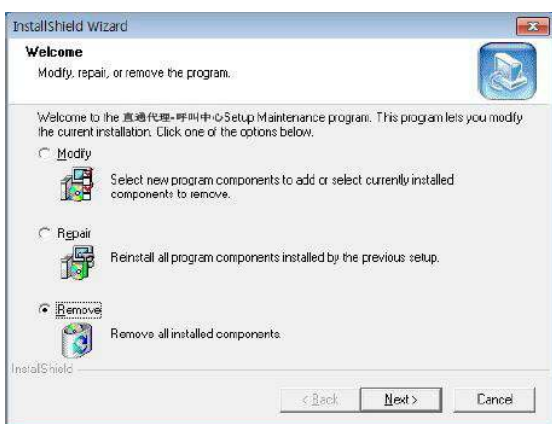 InstallShield Wizard
Welcome
Modify, repair, or remove the program.
Welcome to the 直通代理-呼叫中心Setup Maintenance program. This program lets you modify
the current installation. Click one of the options below.
Modify
Select new program components to add or select currently installed
components to remove.
Repair
Reinstall all program components installed by the previous setup.
Remove
Remove all installed components.
InstallShield
< Back
Next >
Cancel